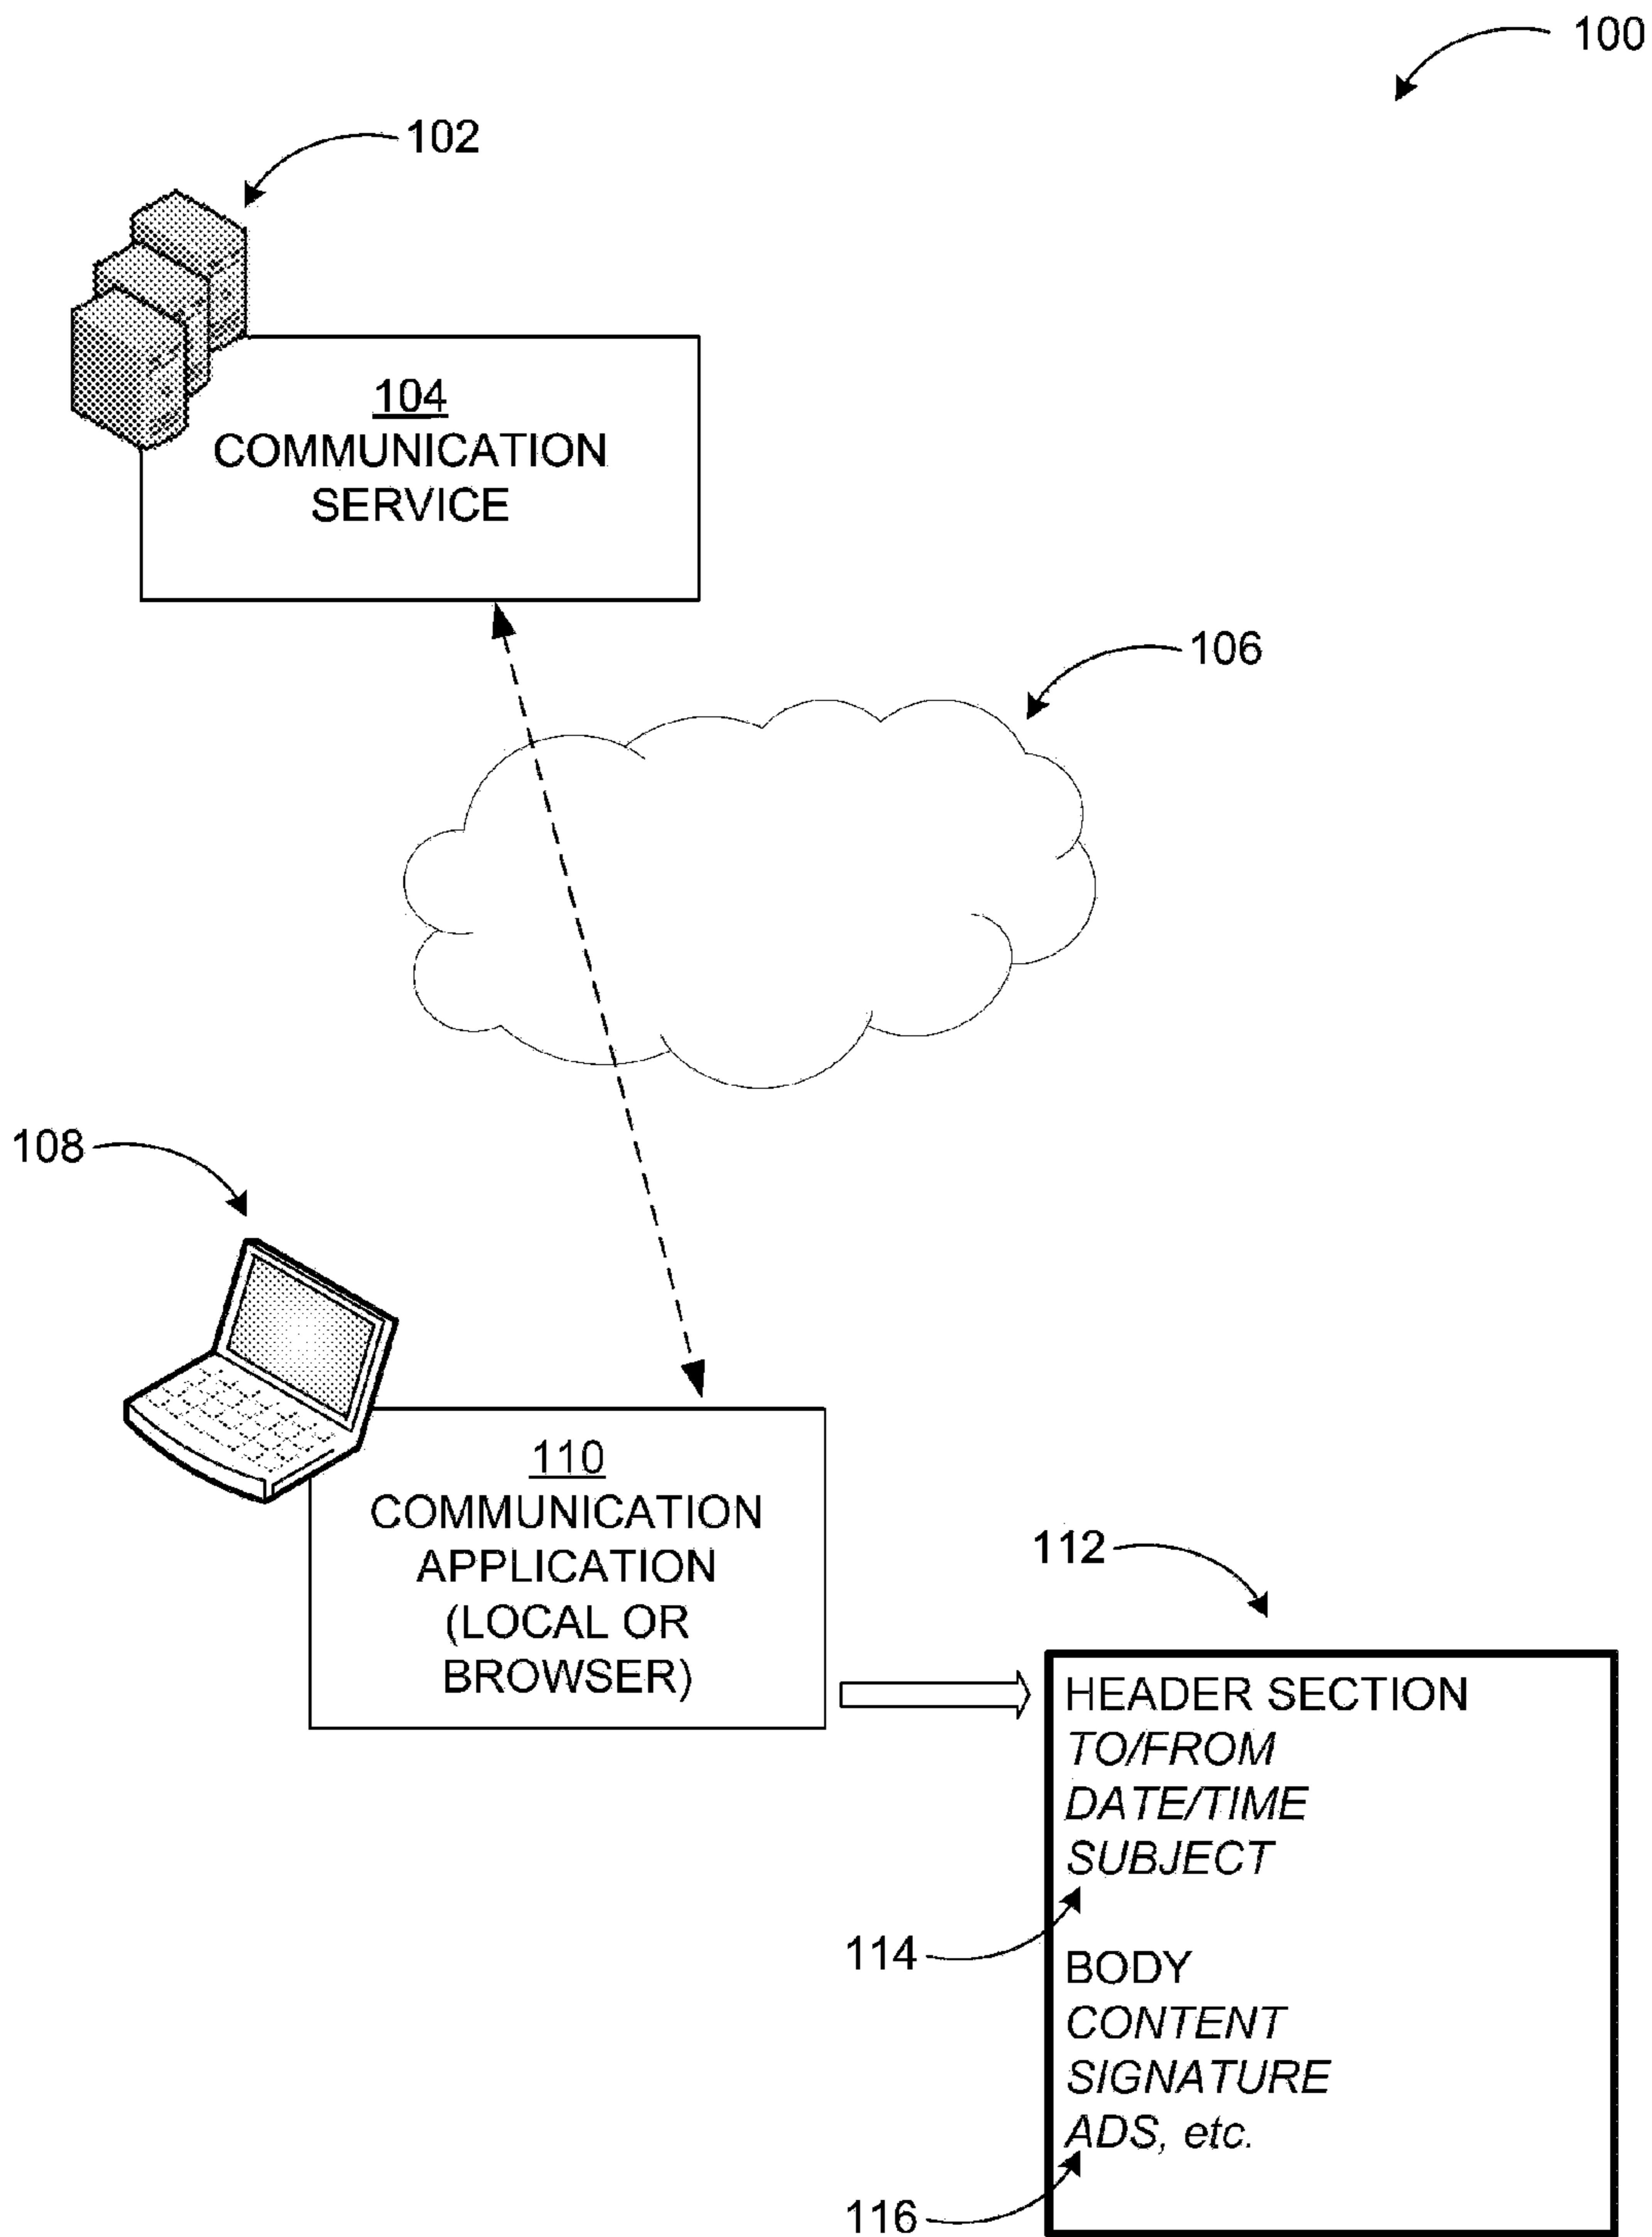 100
102
104
COMMUNICATION
SERVICE
106
108
110
COMMUNICATION
APPLICATION
(LOCAL OR
BROWSER)
112
HEADER SECTION
TO/FROM
DATE/TIME
SUBJECT
114
BODY
CONTENT
SIGNATURE
ADS, etc.
116